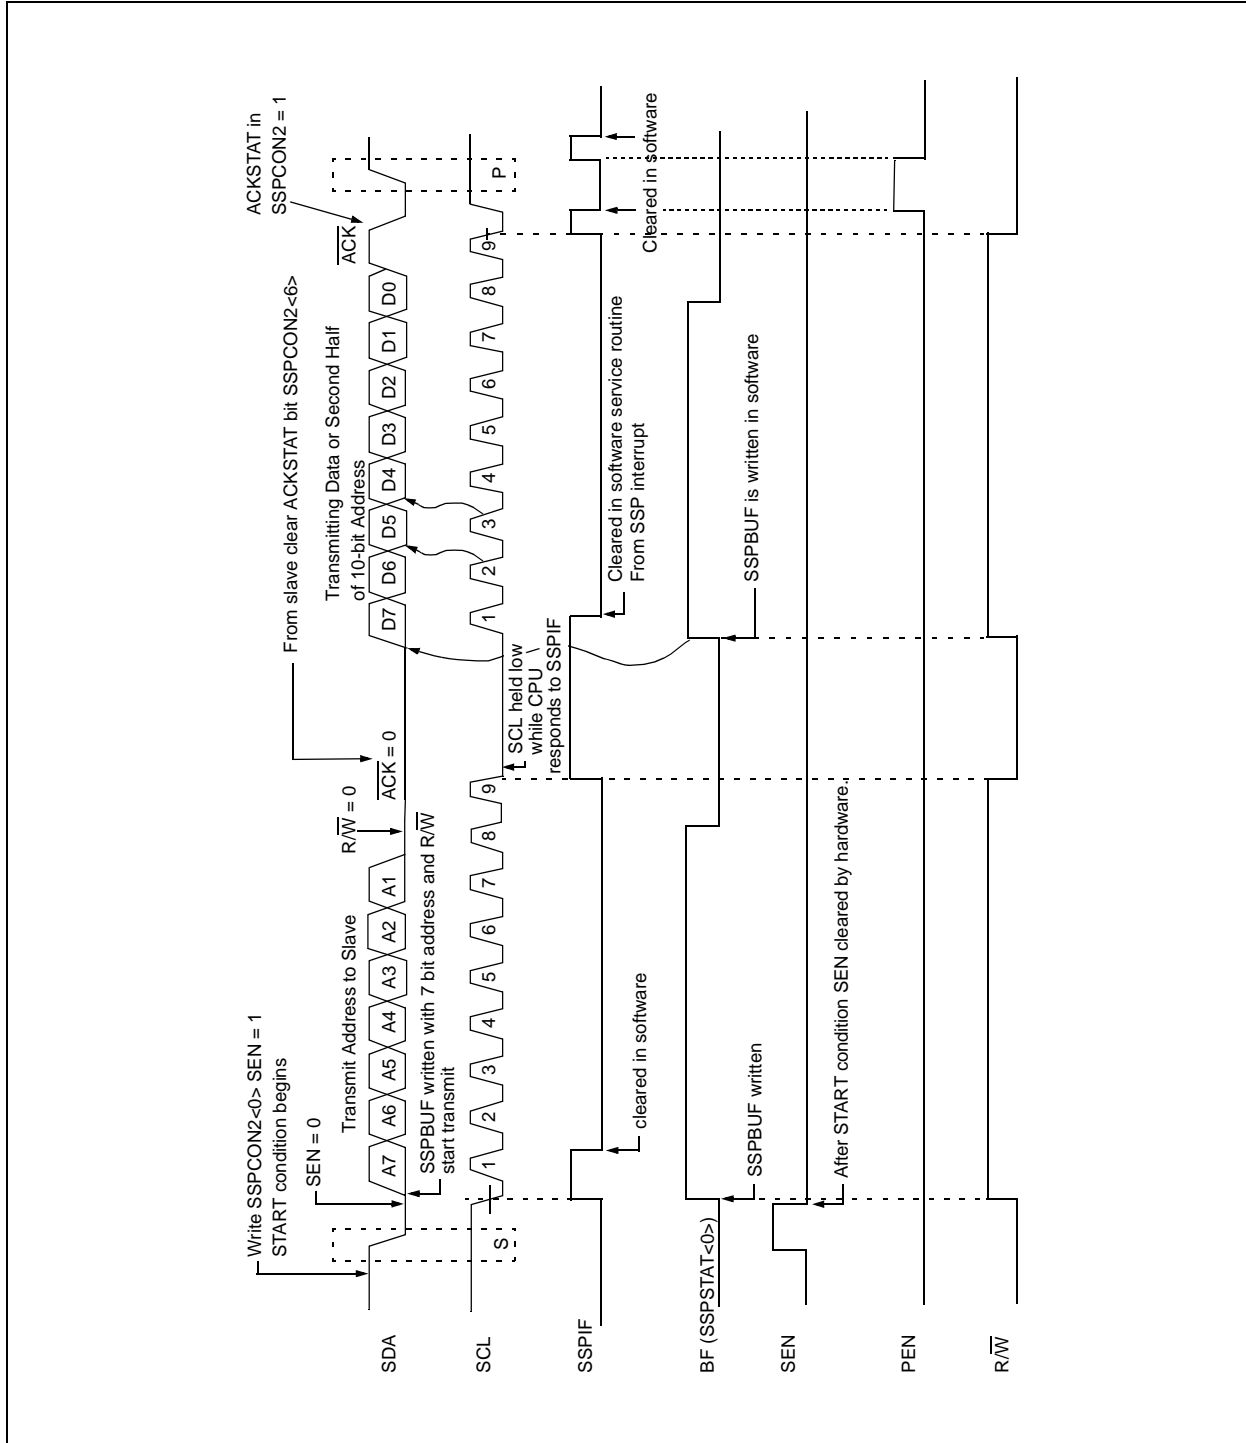 Write SSPCON2<0> SEN = 1
START condition begins
SEN = 0
Transmit Address to Slave
R/W = 0
From slave clear ACKSTAT bit SSPCON2<6>
ACK = 0
Transmitting Data or Second Half
of 10-bit Address
ACKSTAT in
SSPCON2 = 1
ACK
SDA
A7 A6 A5 A4 A3 A2 A1
D7 D6 D5 D4 D3 D2 D1 D0
SSPBUF written with 7 bit address and R/W
start transmit
SCL
S
1 2 3 4 5 6 7 8 9
1 2 3 4 5 6 7 8 9
P
SCL held low
while CPU
responds to SSPIF
SSPIF
cleared in software
Cleared in software service routine
From SSP interrupt
Cleared in software
Cleared in software
BF (SSPSTAT<0>)
SSPBUF written
SSPBUF is written in software
SEN
After START condition SEN cleared by hardware.
PEN
R/W